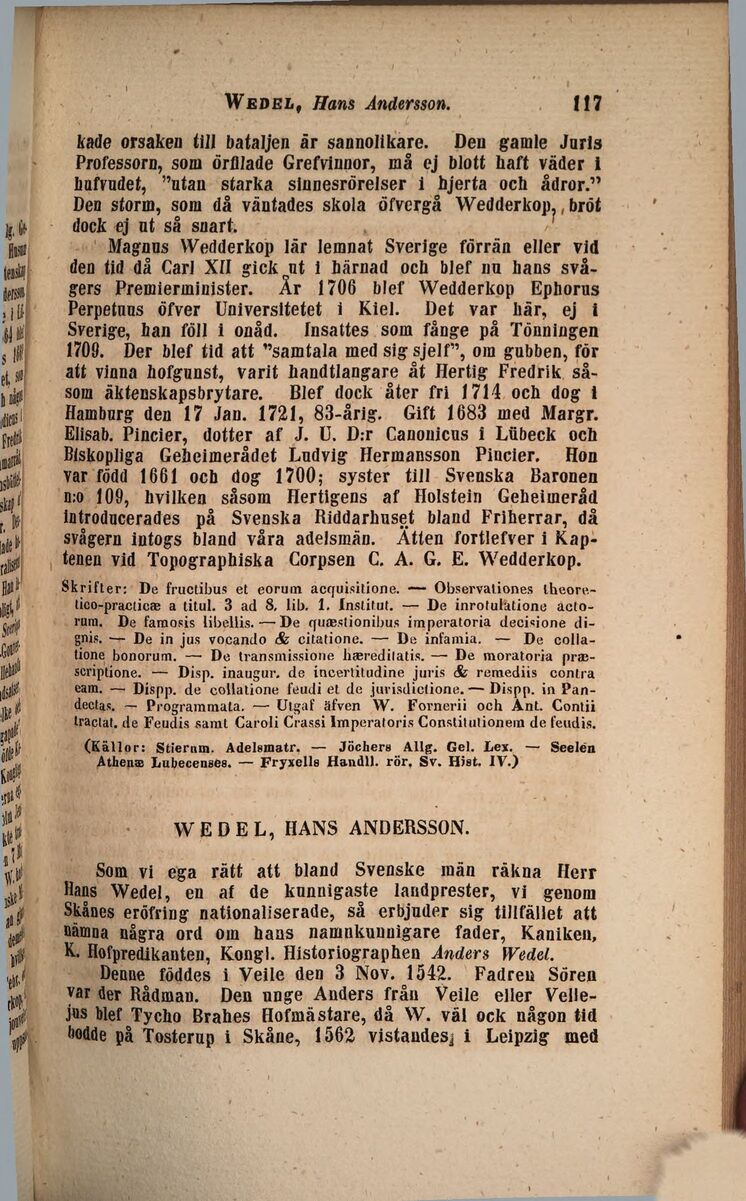 WEDEL, Hans Andersson. 117
kade orsaken till bataljen är sannolikare. Den gamle Juris
Professorn, som örfilade Grefvinnor, må ej blott haft väder i
hufvudet, "utan starka sinnesrörelser i hjerta och ådror."
Den storm, som då väntades skola öfvergå Wedderkop, bröt
dock ej ut så snart.
Magnus Wedderkop lär lemnat Sverige förrän eller vid
den tid då Carl XII gick ut i härnad och blef nu hans svå-
gers Premierminister. År 1706 blef Wedderkop Ephorus
Perpetuus öfver Universitetet i Kiel. Det var här, ej i
Sverige, han föll i onåd. Insattes som fånge på Tönningen
1709. Der blef tid att "samtala med sig sjelf", om gubben, för
att vinna hofgunst, varit handtlangare åt Hertig Fredrik så-
som äktenskapsbrytare. Blef dock åter fri 1714 och dog i
Hamburg den 17 Jan. 1721, 83-årig. Gift 1683 med Margr.
Elisab. Pincier, dotter af J. U. D:r Canonicus i Lübeck och
Biskopliga Geheimerådet Ludvig Hermansson Pincier. Hon
var född 1661 och dog 1700; syster till Svenska Baronen
n:o 109, hvilken såsom Hertigens af Holstein Geheimeråd
introducerades på Svenska Riddarhuset bland Friherrar, då
svågern intogs bland våra adelsmän. Ätten fortlefver i Kap-
tenen vid Topographiska Corpsen C. A. G. E. Wedderkop.
Skrifter: De fructibus et eorum acquisitione. — Observationes theore-
tico-practicæ a titul. 3 ad 8, lib. 1. Institut. — De inrotulatione acto-
rum. De famosis libellis. — De quæstionibus imperatoria decisione di-
gnis. — De in jus vocando & citatione. — De infamia. — De colla-
tione bonorum. — De transmissione hæreditatis. — De moratoria præ-
scriptione. — Disp. inaugur. de incertitudine juris & remediis contra
eam. — Dispp. de collatione feudi et de jurisdictione. — Dispp. in Pan-
dectas. — Programmata. — Utgaf äfven W. Fornerii och Ant. Contii
tractat. de Feudis samt Caroli Crassi Imperatoris Constitutionem de feudis.
(Källor: Stiernm. Adelsmatr. — Jöchers Allg. Gel. Lex. — Seelen
Athenæ Lubecenses. — Fryxells Handll. rör. Sv. Hist. IV.)
WEDEL, HANS ANDERSSON.
Som vi ega rätt att bland Svenske män räkna Herr
Hans Wedel, en af de kunnigaste landtprester, vi genom
Skånes eröfring nationaliserade, så erbjuder sig tillfället att
nämna några ord om hans namnkunnigare fader, Kaniken,
K. Hofpredikanten, Kongl. Historiographen Anders Wedel.
Denne föddes i Veile den 3 Nov. 1542. Fadren Sören
var der Rådman. Den unge Anders från Veile eller Velle-
jus blef Tycho Brahes Hofmästare, då W. väl ock någon tid
bodde på Tosterup i Skåne, 1562 vistandes i Leipzig med